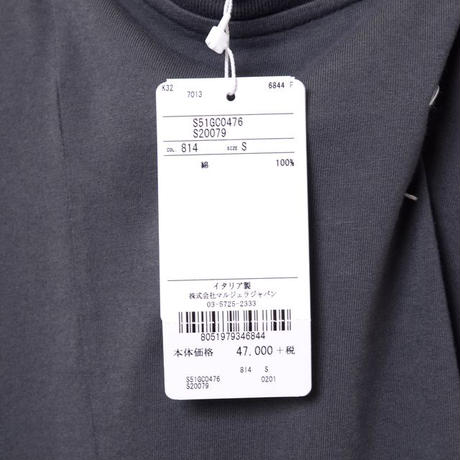 K32 7013 6844 F
S51GC0476
S20079
COL 814 SIZE S
綿 100%
イタリア製
株式会社マルジェラジャパン
03-5725-2333
8051979346844
本体価格 47,000 +税
814 S
S51GC0476 0201
S20079